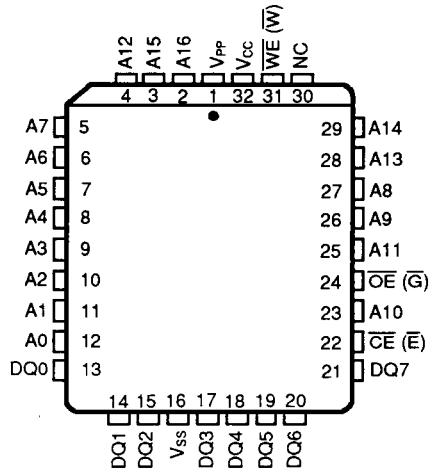 A12 A15 A16 VPP VCC W̅E̅ (W̅) NC
4 3 2 1 32 31 30
A7 5 29 A14
A6 6 28 A13
A5 7 27 A8
A4 8 26 A9
A3 9 25 A11
A2 10 24 O̅E̅ (G̅)
A1 11 23 A10
A0 12 22 C̅E̅ (E̅)
DQ0 13 21 DQ7
14 15 16 17 18 19 20
DQ1 DQ2 VSS DQ3 DQ4 DQ5 DQ6